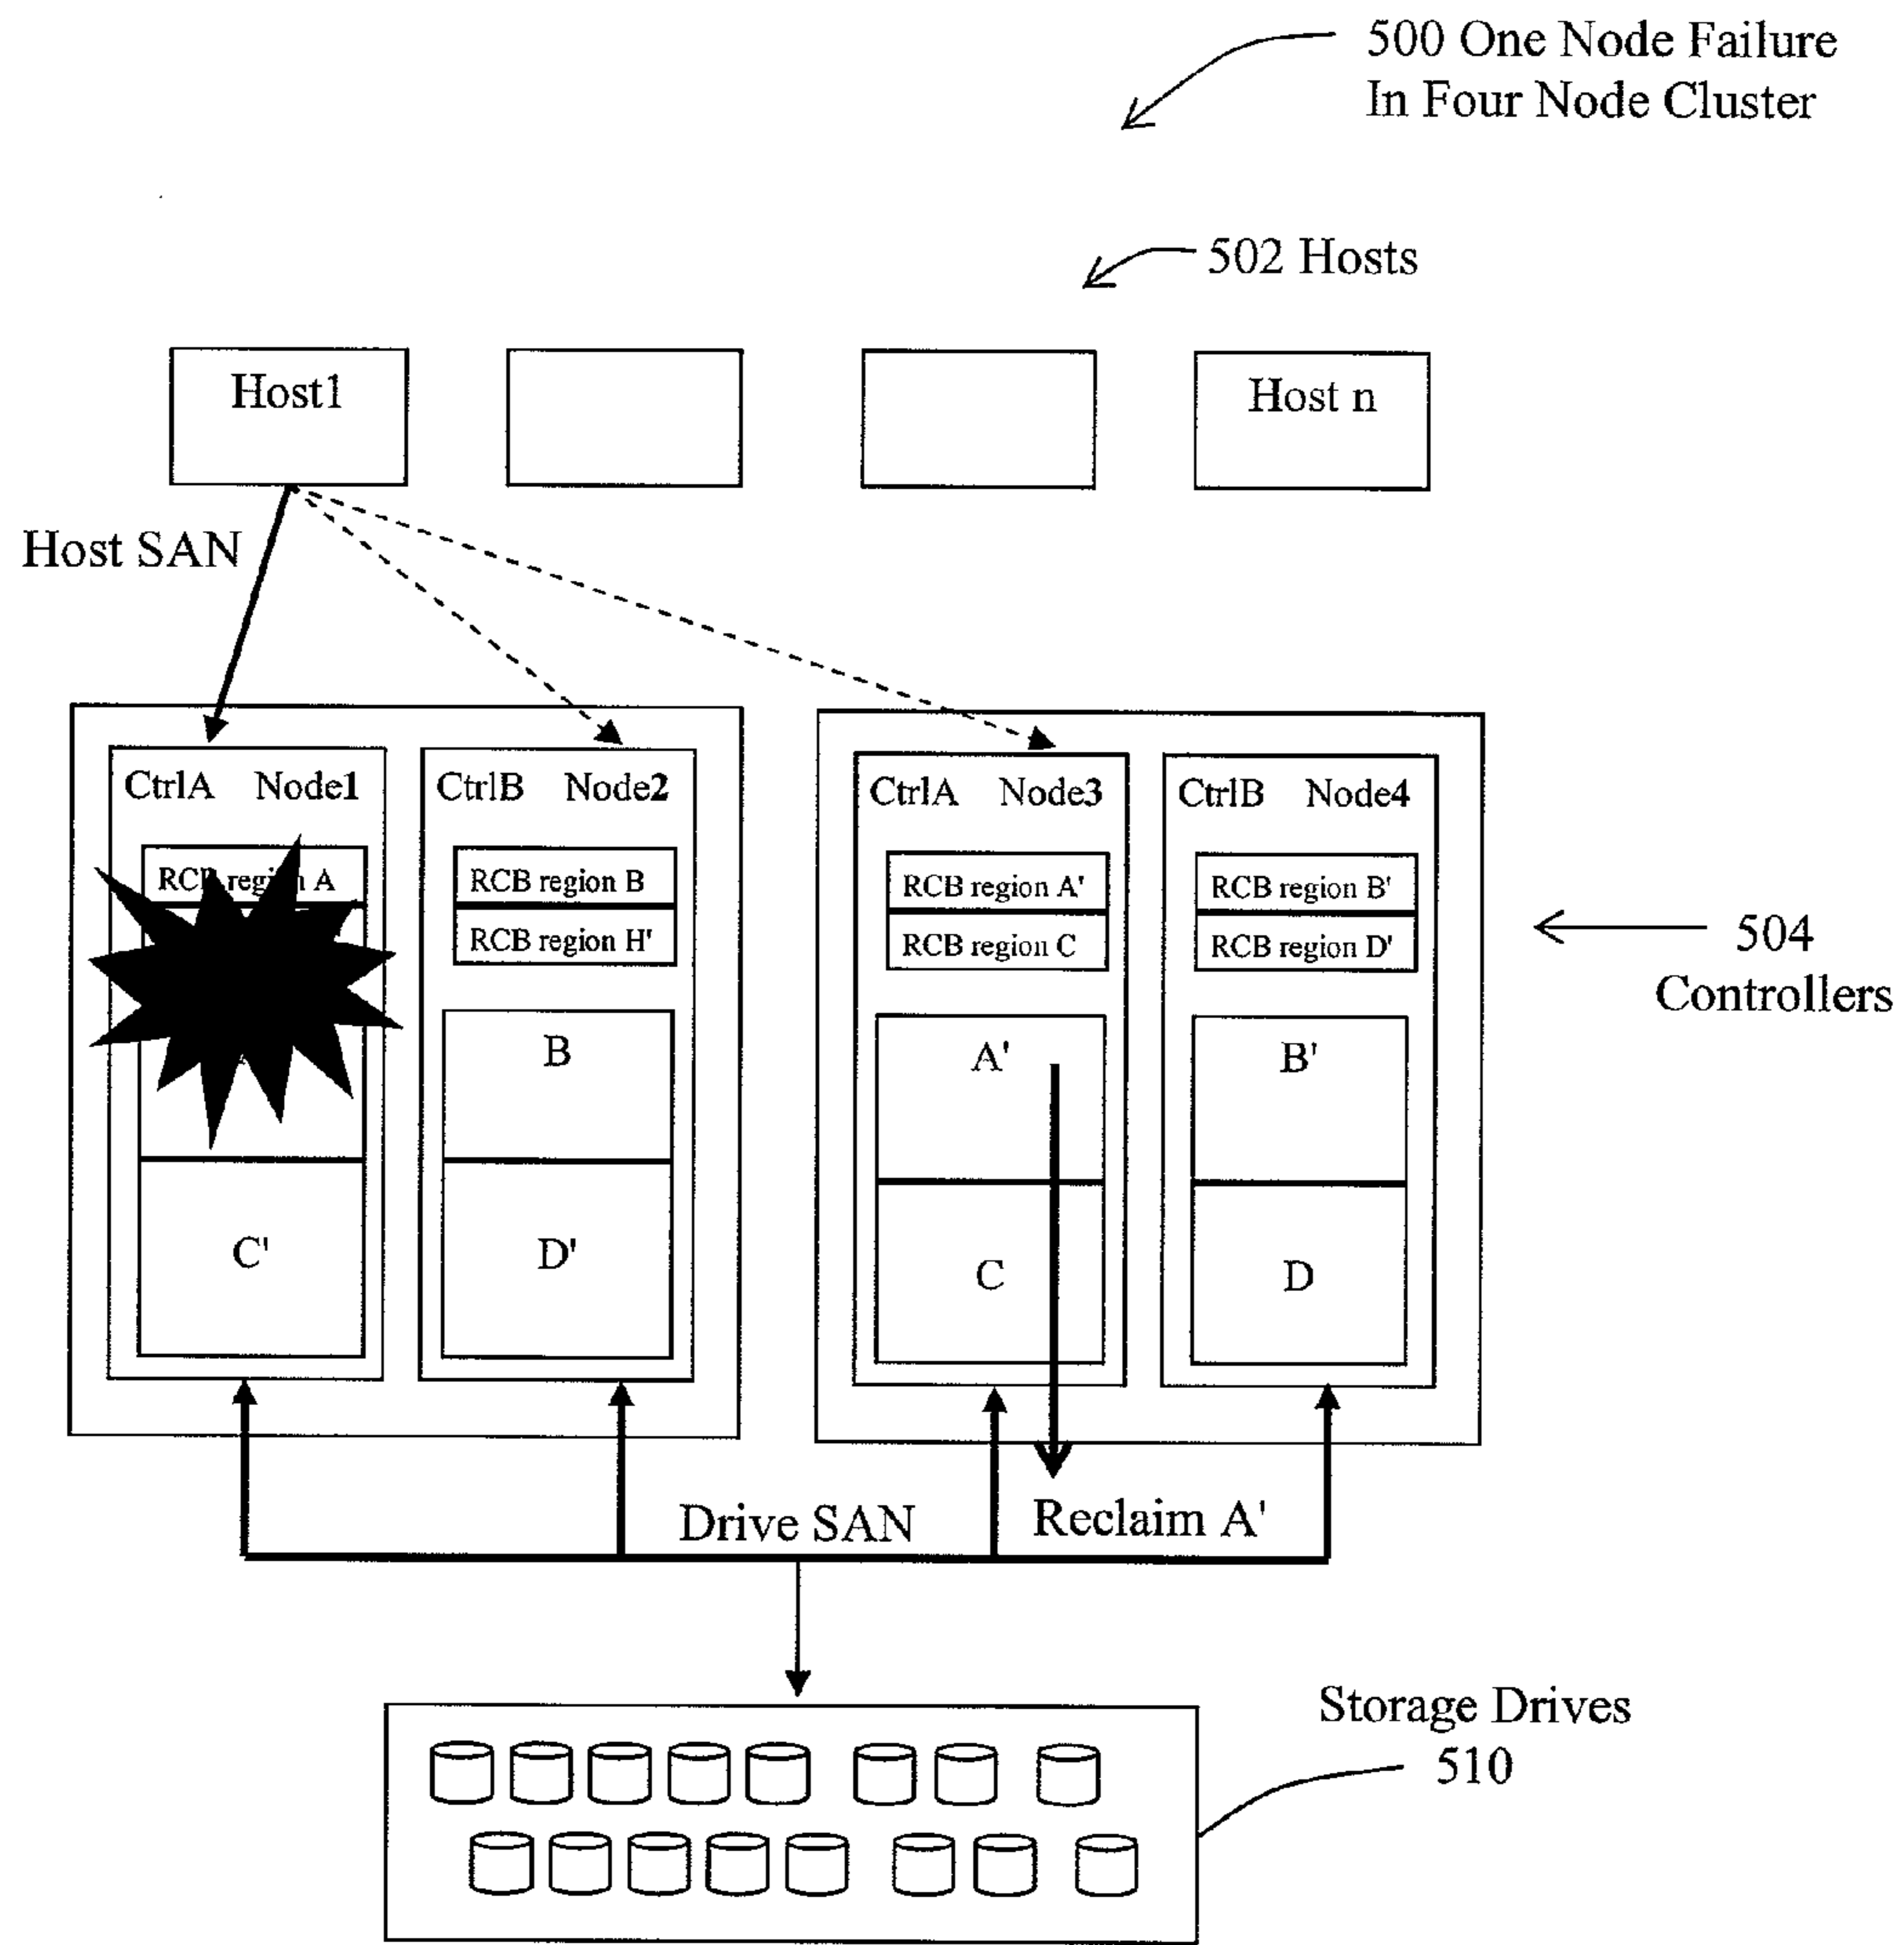 500 One Node Failure
In Four Node Cluster
502 Hosts
Host1
Host n
Host SAN
CtrlA Node1
CtrlB Node2
CtrlA Node3
CtrlB Node4
RCB region A
RCB region B
RCB region A'
RCB region B'
RCB region H'
RCB region C
RCB region D'
504
Controllers
B
A'
B'
C'
D'
C
D
Drive SAN
Reclaim A'
Storage Drives
510